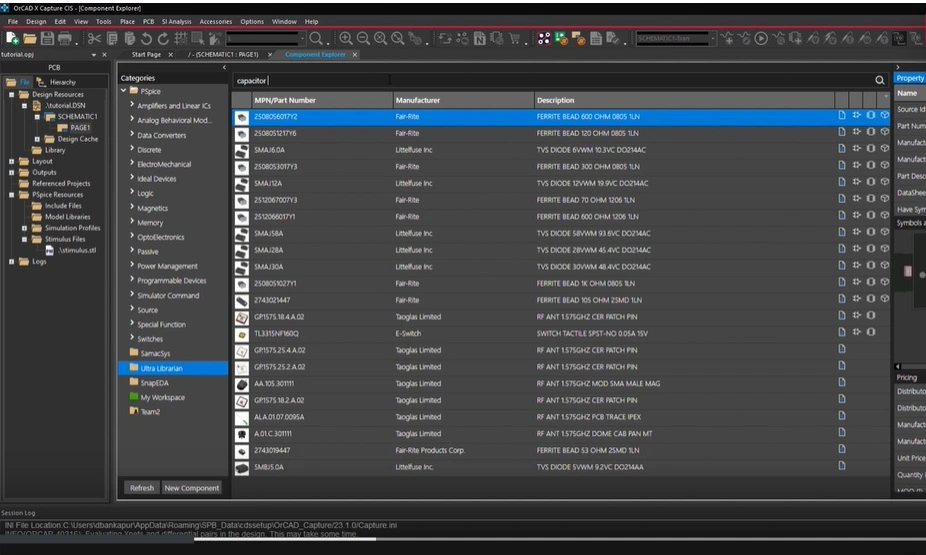 OrCAD X Capture CIS - [Component Explorer]
File Design Edit View Tools Place PCB SI Analysis Accessories Options Window Help
SCHEMATIC1-Tran
tutorial.opj Start Page / - (SCHEMATIC1 : PAGE1) Component Explorer
PCB
File Hierarchy
Design Resources
.\tutorial.DSN
SCHEMATIC1
PAGE1
Design Cache
Library
Layout
Outputs
Referenced Projects
PSpice Resources
Include Files
Model Libraries
Simulation Profiles
Stimulus Files
.\stimulus.stl
Logs
Categories
PSpice
Amplifiers and Linear ICs
Analog Behavioral Mod...
Data Converters
Discrete
ElectroMechanical
Ideal Devices
Logic
Magnetics
Memory
OptoElectronics
Passive
Power Management
Programmable Devices
Simulator Command
Source
Special Function
Switches
SamacSys
Ultra Librarian
SnapEDA
My Workspace
Team2
Refresh New Component
capacitor
MPN/Part Number Manufacturer Description
2508056017Y2 Fair-Rite FERRITE BEAD 600 OHM 0805 1LN
2508051217Y6 Fair-Rite FERRITE BEAD 120 OHM 0805 1LN
SMAJ6.0A Littelfuse Inc TVS DIODE 6VWM 10.3VC DO214AC
2508053017Y3 Fair-Rite FERRITE BEAD 300 OHM 0805 1LN
SMAJ12A Littelfuse Inc TVS DIODE 12VWM 19.9VC DO214AC
2512067007Y3 Fair-Rite FERRITE BEAD 70 OHM 1206 1LN
2512066017Y1 Fair-Rite FERRITE BEAD 600 OHM 1206 1LN
SMAJ58A Littelfuse Inc TVS DIODE 58VWM 93.6VC DO214AC
SMAJ28A Littelfuse Inc TVS DIODE 28VWM 45.4VC DO214AC
SMAJ30A Littelfuse Inc TVS DIODE 30VWM 48.4VC DO214AC
2508051027Y1 Fair-Rite FERRITE BEAD 1K OHM 0805 1LN
2743021447 Fair-Rite FERRITE BEAD 105 OHM 2SMD 1LN
GP.1575.18.4.A.02 Taoglas Limited RF ANT 1.575GHZ CER PATCH PIN
TL3315NF160Q E-Switch SWITCH TACTILE SPST-NO 0.05A 15V
GP.1575.25.4.A.02 Taoglas Limited RF ANT 1.575GHZ CER PATCH PIN
GP.1575.25.2.A.02 Taoglas Limited RF ANT 1.575GHZ CER PATCH PIN
AA.105.301111 Taoglas Limited RF ANT 1.575GHZ MOD SMA MALE MAG
GP.1575.18.2.A.02 Taoglas Limited RF ANT 1.575GHZ CER PATCH PIN
ALA.01.07.0095A Taoglas Limited RF ANT 1.575GHZ PCB TRACE IPEX
A.01.C.301111 Taoglas Limited RF ANT 1.575GHZ DOME CAB PAN MT
2743019447 Fair-Rite Products Corp. FERRITE BEAD 53 OHM 2SMD 1LN
SMBJ5.0A Littelfuse Inc. TVS DIODE 5VWM 9.2VC DO214AA
Property
Name
Source Id
Part Num
Manufact
Manufact
Part Desc
DataShee
Have Sym
Symbols a
Pricing
Distributo
Distributo
Manufact
Manufact
Unit Price
Quantity
Session Log
INI File Location:C:\Users\dbankapur\AppData\Roaming\SPB_Data\cdssetup\OrCAD_Capture/23.1.0/Capture.ini
INFO(ORCAP-40316): Evaluating Xnets and differential pairs in the design. This may take some time.